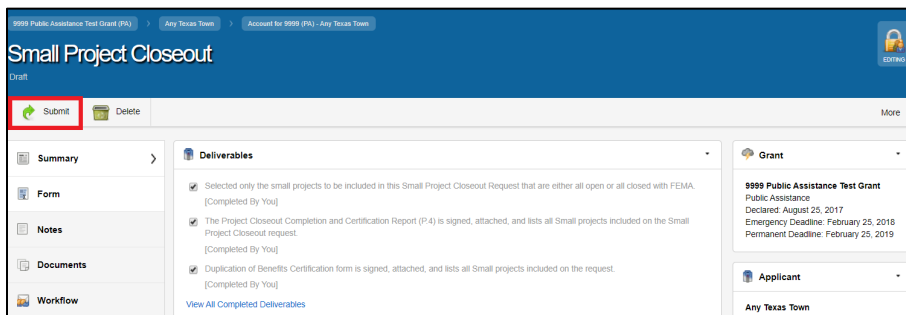 9999 Public Assistance Test Grant (PA) > Any Texas Town > Account for 9999 (PA) - Any Texas Town
Small Project Closeout
Draft
EDITING
Submit Delete More
Summary
Form
Notes
Documents
Workflow
Deliverables
Selected only the small projects to be included in this Small Project Closeout Request that are either all open or all closed with FEMA.
[Completed By You]
The Project Closeout Completion and Certification Report (P.4) is signed, attached, and lists all Small projects included on the Small
Project Closeout request.
[Completed By You]
Duplication of Benefits Certification form is signed, attached, and lists all Small projects included on the request.
[Completed By You]
View All Completed Deliverables
Grant
9999 Public Assistance Test Grant
Public Assistance
Declared: August 25, 2017
Emergency Deadline: February 25, 2018
Permanent Deadline: February 25, 2019
Applicant
Any Texas Town